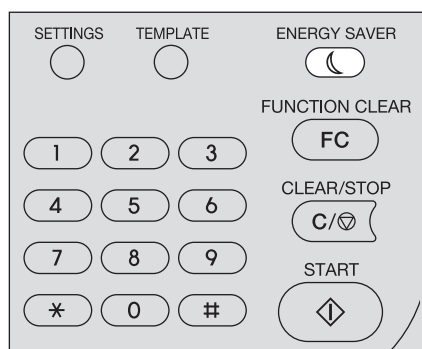 SETTINGS TEMPLATE ENERGY SAVER
FUNCTION CLEAR
FC
1 2 3
CLEAR/STOP
4 5 6
C/
7 8 9
START
* 0 #